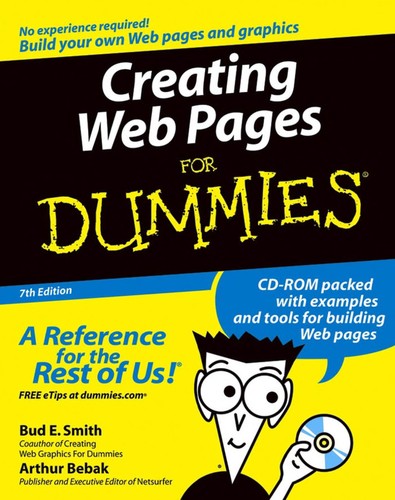 No experience required!
Build your own Web pages and graphics
Creating
Web Pages
FOR
DUMMIES®
7th Edition
CD-ROM packed
with examples
and tools for building
Web pages
A Reference
for the
Rest of Us!®
FREE eTips at dummies.com®
Bud E. Smith
Coauthor of Creating
Web Graphics For Dummies
Arthur Bebak
Publisher and Executive Editor of Netsurfer